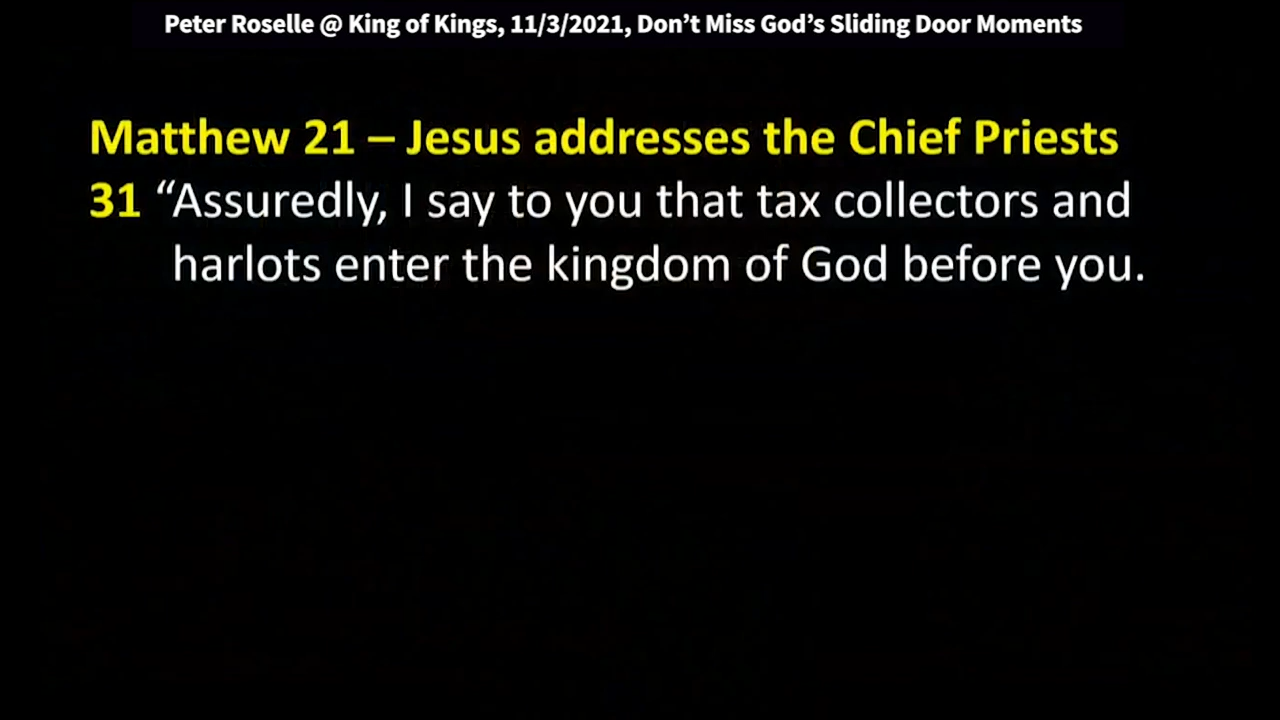 Peter Roselle @ King of Kings, 11/3/2021, Don’t Miss God’s Sliding Door Moments
Matthew 21 – Jesus addresses the Chief Priests
31 “Assuredly, I say to you that tax collectors and
harlots enter the kingdom of God before you.